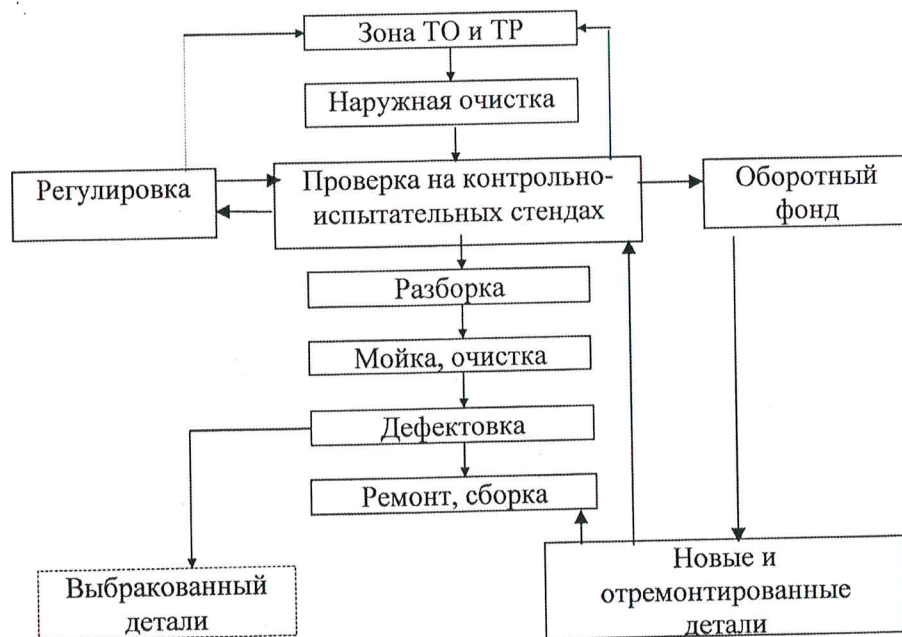 Зона ТО и ТР
Наружная очистка
Регулировка
Проверка на контрольно-
испытательных стендах
Оборотный
фонд
Разборка
Мойка, очистка
Дефектовка
Ремонт, сборка
Выбракованный
детали
Новые и
отремонтированные
детали